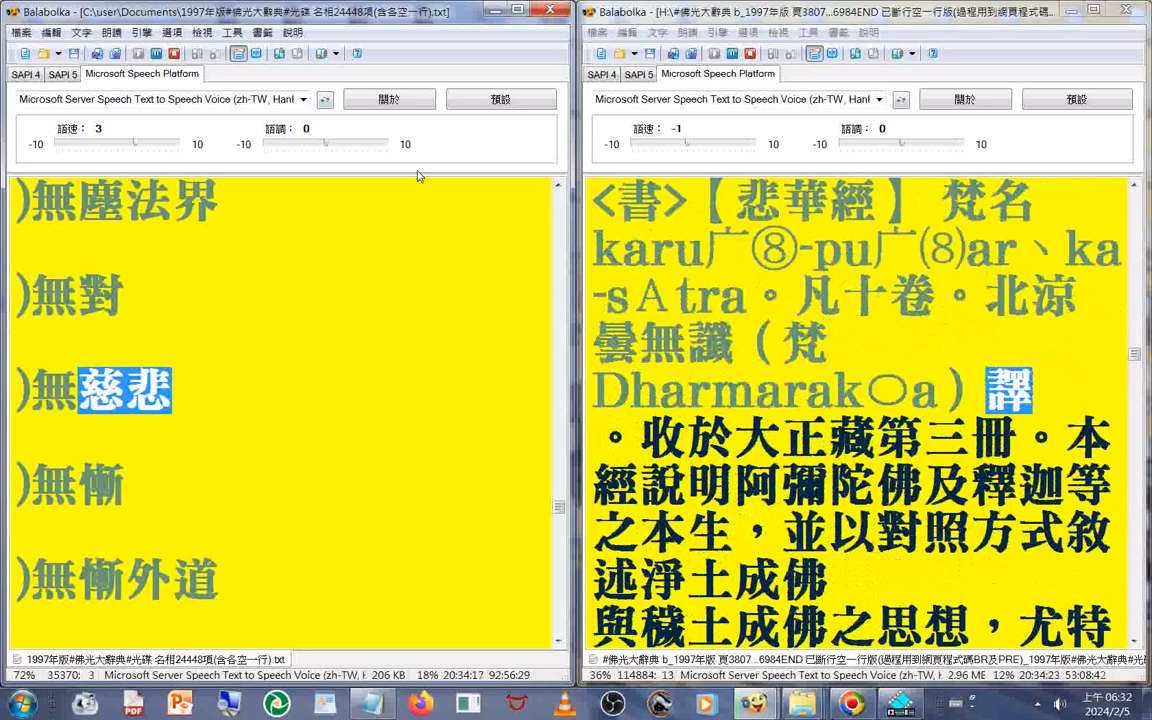 Balabolka - [C:\user\Documents\1997年版#佛光大辭典#光碟 名相24448項(含各空一行).txt]
檔案 編輯 文字 朗讀 引擎 選項 檢視 工具 書籤 說明
SAPI 4 SAPI 5 Microsoft Speech Platform
Microsoft Server Speech Text to Speech Voice (zh-TW, Hanl 關於 預設
語速： 3 語調： 0
-10 10 -10 10
)無塵法界
)無對
)無慈悲
)無慚
)無慚外道
1997年版#佛光大辭典#光碟 名相24448項(含各空一行).txt
72% 35370: 3 Microsoft Server Speech Text to Speech Voice (zh-TW, H 206 KB 18% 20:34:17 92:56:29
Balabolka - [H:\#佛光大辭典 b_1997年版 頁3807...6984END 已斷行空一行版(過程用到網頁程式碼...
檔案 編輯 文字 朗讀 引擎 選項 檢視 工具 書籤 說明
SAPI 4 SAPI 5 Microsoft Speech Platform
Microsoft Server Speech Text to Speech Voice (zh-TW, Hanl 關於 預設
語速： -1 語調： 0
-10 10 -10 10
<書>【悲華經】 梵名
karu广⑧-pu广⑻ar、ka
-sＡtra。凡十卷。北涼
曇無讖（梵
Dharmarak○a）譯
。收於大正藏第三冊。本
經說明阿彌陀佛及釋迦等
之本生，並以對照方式敘
述淨土成佛
與穢土成佛之思想，尤特
#佛光大辭典 b_1997年版 頁3807...6984END 已斷行空一行版(過程用到網頁程式碼BR及PRE)_1997年版#佛光
36% 114884: 13 Microsoft Server Speech Text to Speech Voice (zh-TW, H 2.96 ME 12% 20:34:23 53:08:42
上午 06:32
2024/2/5